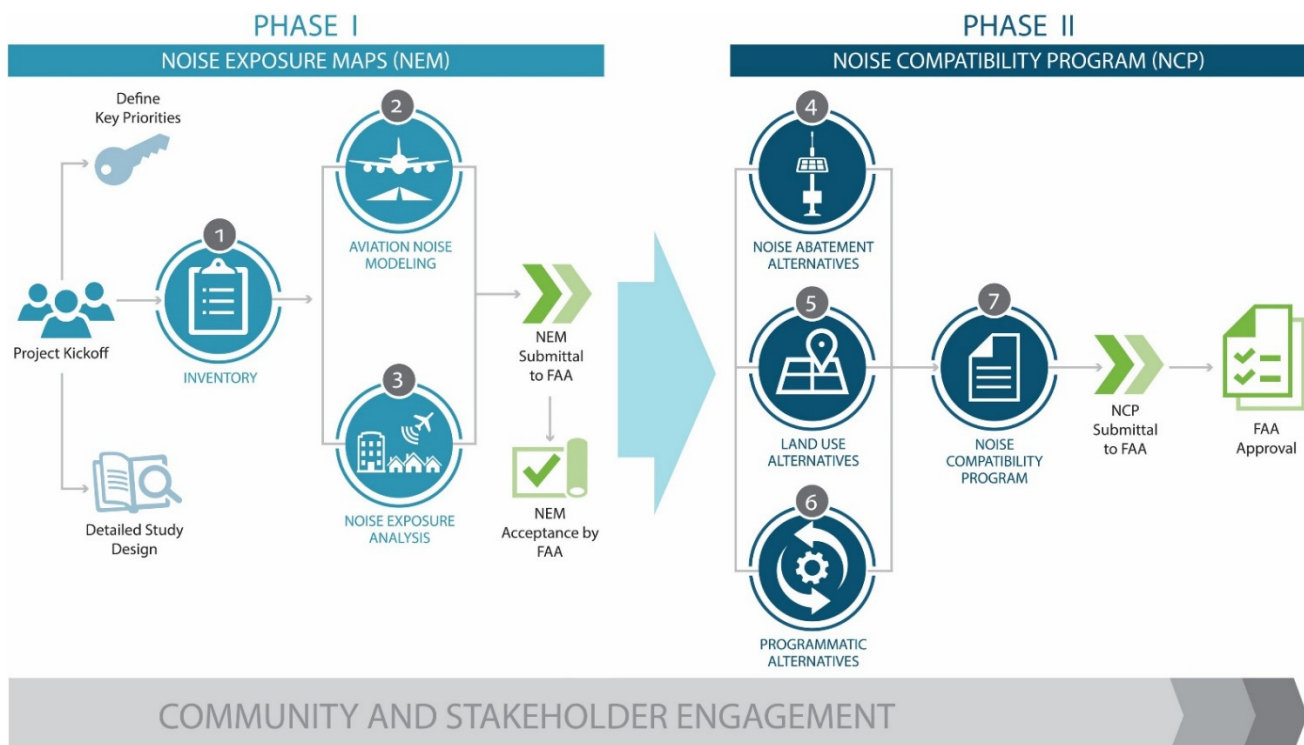 PHASE I
NOISE EXPOSURE MAPS (NEM)
Define
Key Priorities
Project Kickoff
Detailed Study
Design
1
INVENTORY
2
AVIATION NOISE
MODELING
3
NOISE EXPOSURE
ANALYSIS
NEM
Submittal
to FAA
NEM
Acceptance by
FAA
PHASE II
NOISE COMPATIBILITY PROGRAM (NCP)
4
NOISE ABATEMENT
ALTERNATIVES
5
LAND USE
ALTERNATIVES
6
PROGRAMMATIC
ALTERNATIVES
7
NOISE
COMPATIBILITY
PROGRAM
NCP
Submittal
to FAA
FAA
Approval
COMMUNITY AND STAKEHOLDER ENGAGEMENT